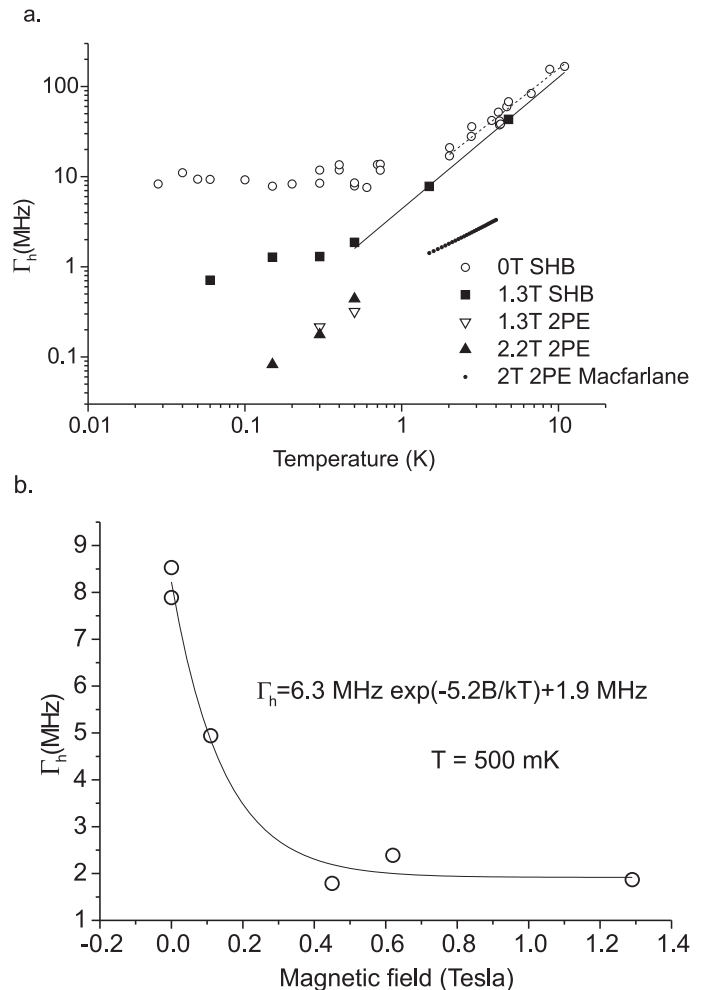 a.
Γh(MHz)
100
10
1
0.1
0.01
0.1
1
10
Temperature (K)
0T SHB
1.3T SHB
1.3T 2PE
2.2T 2PE
2T 2PE Macfarlane
b.
Γh(MHz)
9
8
7
6
5
4
3
2
1
-0.2
0.0
0.2
0.4
0.6
0.8
1.0
1.2
1.4
Magnetic field (Tesla)
Γh=6.3 MHz exp(-5.2B/kT)+1.9 MHz
T = 500 mK